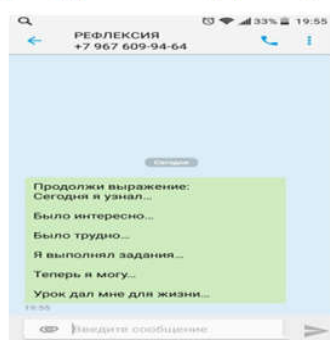 33% 19:55
РЕФЛЕКСИЯ
+7 967 609-94-64
Сегодня
Продолжи выражение:
Сегодня я узнал...
Было интересно...
Было трудно...
Я выполнял задания...
Теперь я могу...
Урок дал мне для жизни...
19:55
Введите сообщение